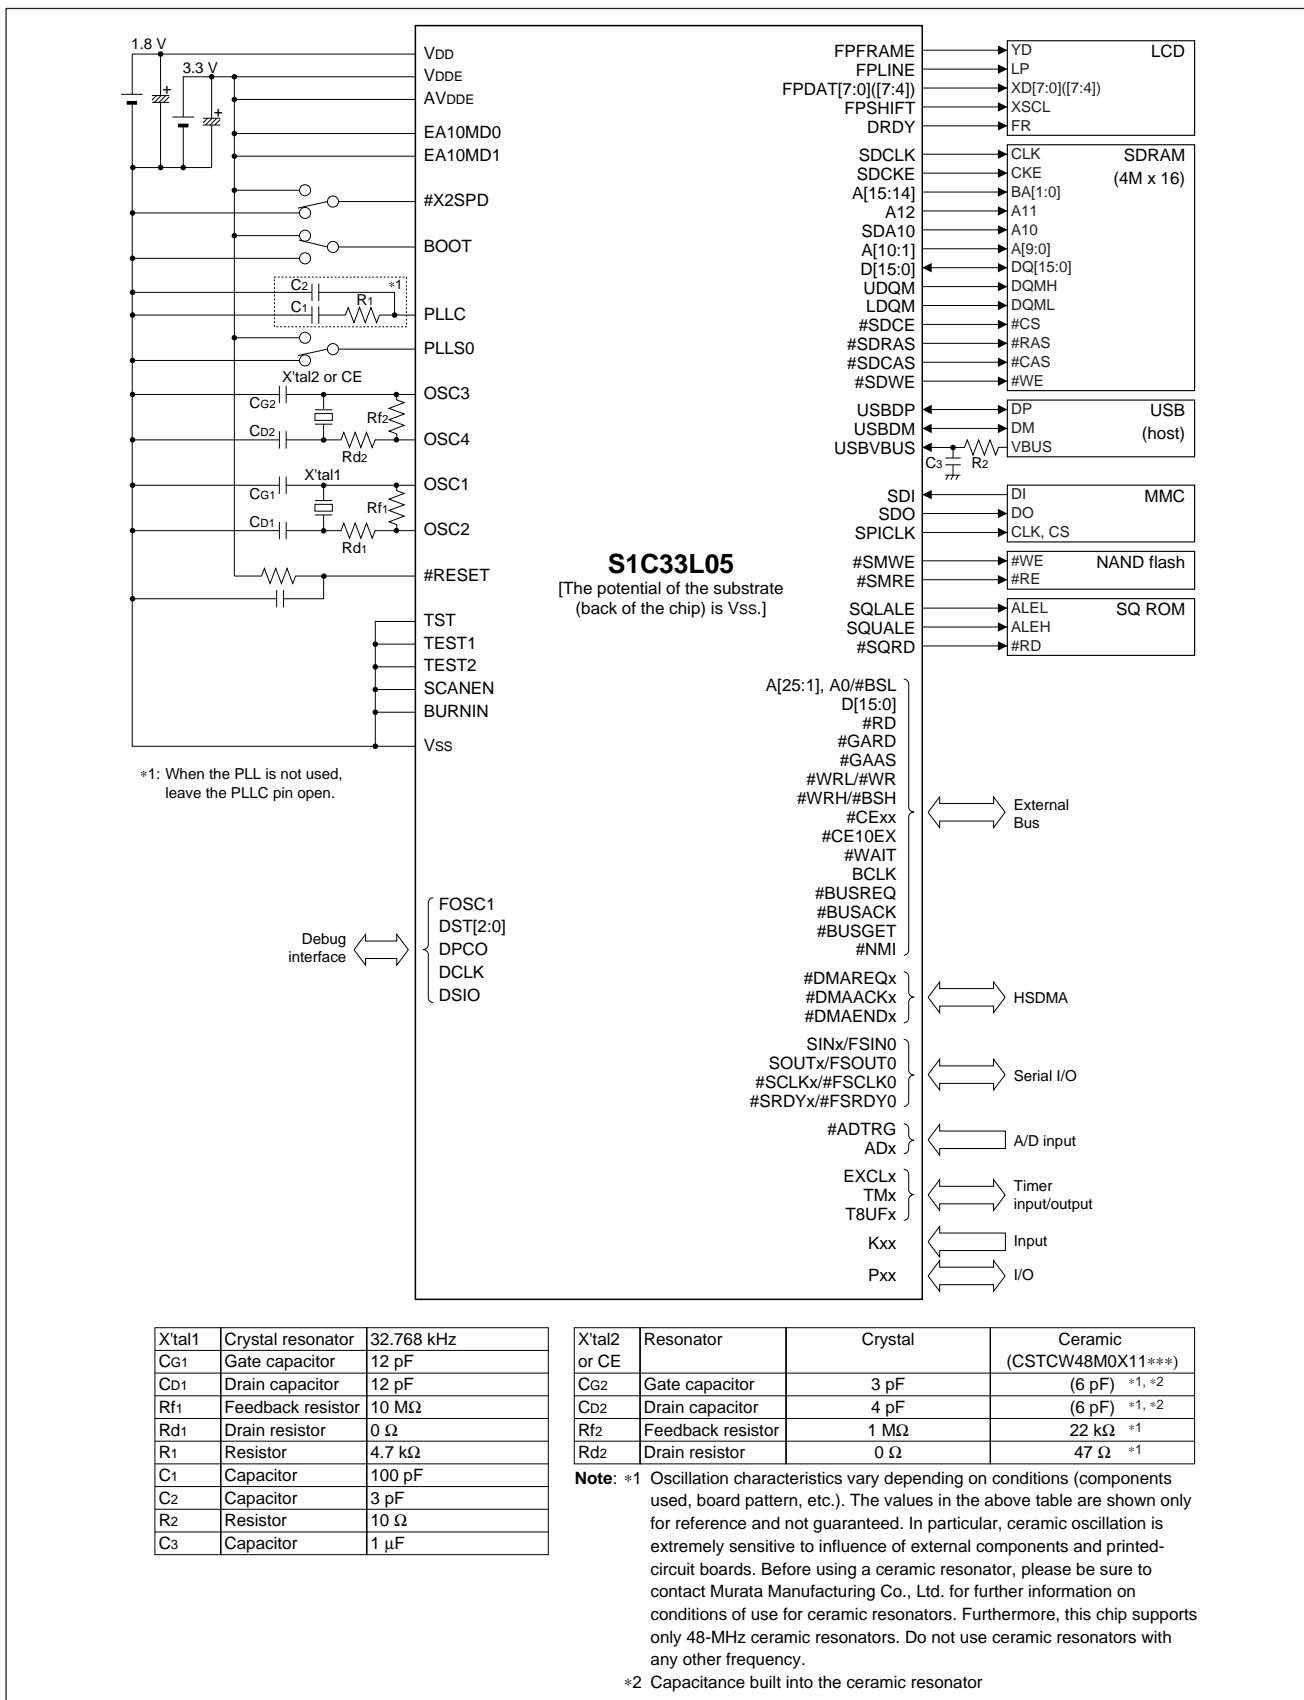 1.8 V
3.3 V
VDD
VDDE
AVDDE
EA10MD0
EA10MD1
#X2SPD
BOOT
C2
*1
C1
R1
PLLC
PLLS0
X'tal2 or CE
OSC3
CG2
Rf2
CD2
OSC4
Rd2
X'tal1
OSC1
CG1
Rf1
CD1
OSC2
Rd1
#RESET
TST
TEST1
TEST2
SCANEN
BURNIN
VSS
*1: When the PLL is not used,
leave the PLLC pin open.
Debug
interface
FOSC1
DST[2:0]
DPCO
DCLK
DSIO
S1C33L05
[The potential of the substrate
(back of the chip) is VSS.]
FPFRAME YD LCD
FPLINE LP
FPDAT[7:0]([7:4]) XD[7:0]([7:4])
FPSHIFT XSCL
DRDY FR
SDCLK CLK SDRAM
SDCKE CKE (4M x 16)
A[15:14] BA[1:0]
A12 A11
SDA10 A10
A[10:1] A[9:0]
D[15:0] DQ[15:0]
UDQM DQMH
LDQM DQML
#SDCE #CS
#SDRAS #RAS
#SDCAS #CAS
#SDWE #WE
USBDP DP USB
USBDM DM (host)
USBVBUS VBUS
C3 R2
SDI DI MMC
SDO DO
SPICLK CLK, CS
#SMWE #WE NAND flash
#SMRE #RE
SQLALE ALEL SQ ROM
SQUALE ALEH
#SQRD #RD
A[25:1], A0/#BSL
D[15:0]
#RD
#GARD
#GAAS
#WRL/#WR
#WRH/#BSH
#CExx
#CE10EX
#WAIT
BCLK
#BUSREQ
#BUSACK
#BUSGET
#NMI
External
Bus
#DMAREQx
#DMAACKx
#DMAENDx
HSDMA
SINx/FSIN0
SOUTx/FSOUT0
#SCLKx/#FSCLK0
#SRDYx/#FSRDY0
Serial I/O
#ADTRG
ADx
A/D input
EXCLx
TMx
T8UFx
Timer
input/output
Kxx Input
Pxx I/O
X'tal1 Crystal resonator 32.768 kHz
CG1 Gate capacitor 12 pF
CD1 Drain capacitor 12 pF
Rf1 Feedback resistor 10 MΩ
Rd1 Drain resistor 0 Ω
R1 Resistor 4.7 kΩ
C1 Capacitor 100 pF
C2 Capacitor 3 pF
R2 Resistor 10 Ω
C3 Capacitor 1 μF
X'tal2 Resonator Crystal Ceramic
or CE (CSTCW48M0X11***)
CG2 Gate capacitor 3 pF (6 pF) *1, *2
CD2 Drain capacitor 4 pF (6 pF) *1, *2
Rf2 Feedback resistor 1 MΩ 22 kΩ *1
Rd2 Drain resistor 0 Ω 47 Ω *1
Note: *1 Oscillation characteristics vary depending on conditions (components
used, board pattern, etc.). The values in the above table are shown only
for reference and not guaranteed. In particular, ceramic oscillation is
extremely sensitive to influence of external components and printed-
circuit boards. Before using a ceramic resonator, please be sure to
contact Murata Manufacturing Co., Ltd. for further information on
conditions of use for ceramic resonators. Furthermore, this chip supports
only 48-MHz ceramic resonators. Do not use ceramic resonators with
any other frequency.
*2 Capacitance built into the ceramic resonator